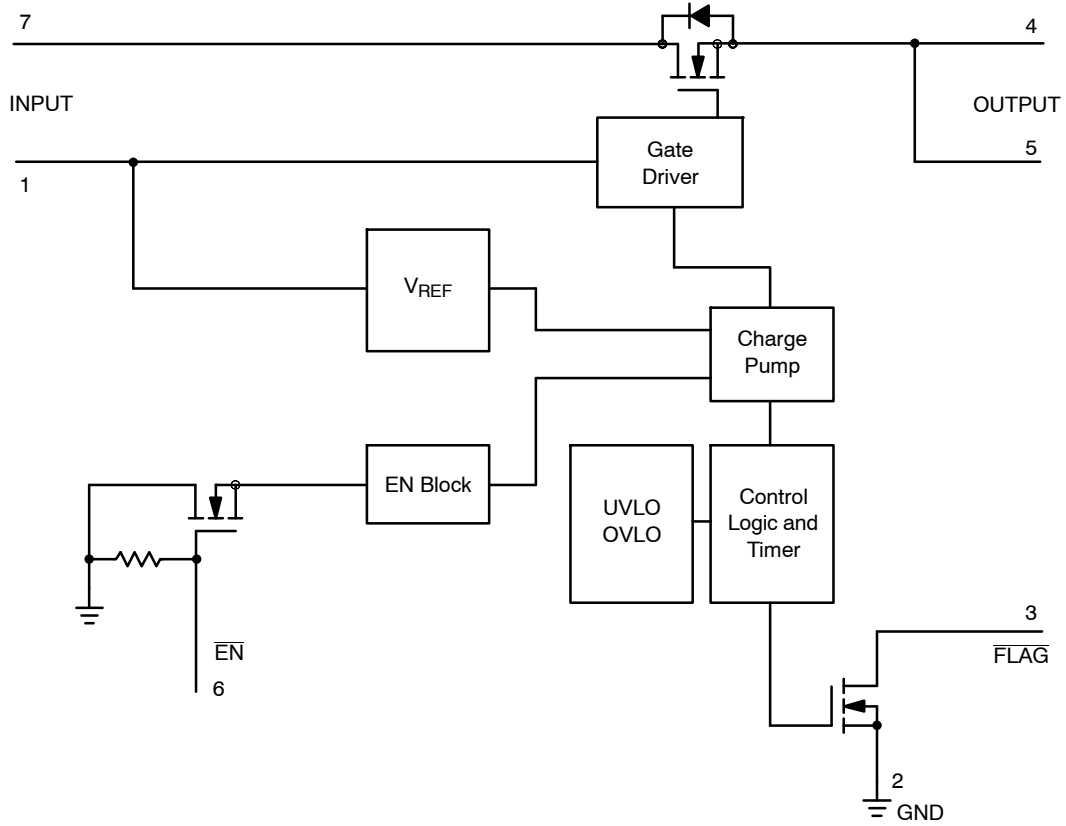 7
4
INPUT
OUTPUT
Gate
Driver
5
1
VREF
Charge
Pump
EN Block
UVLO
OVLO
Control
Logic and
Timer
3
EN
FLAG
6
2
GND